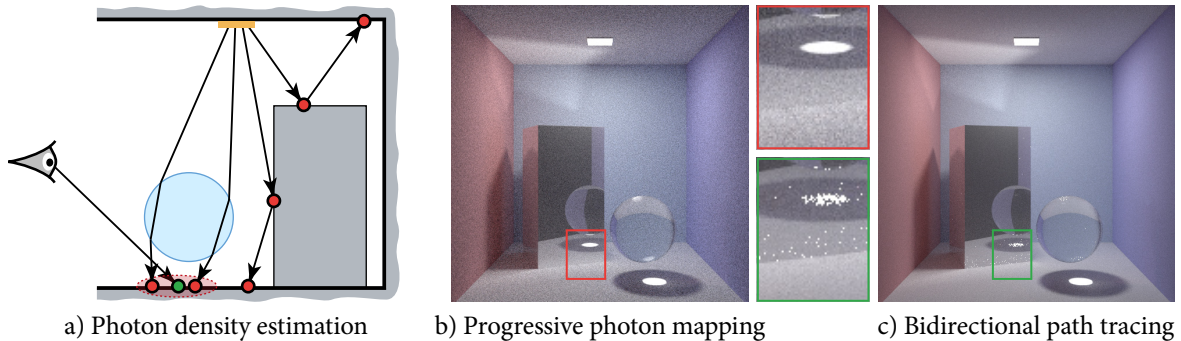 a) Photon density estimation
b) Progressive photon mapping
c) Bidirectional path tracing